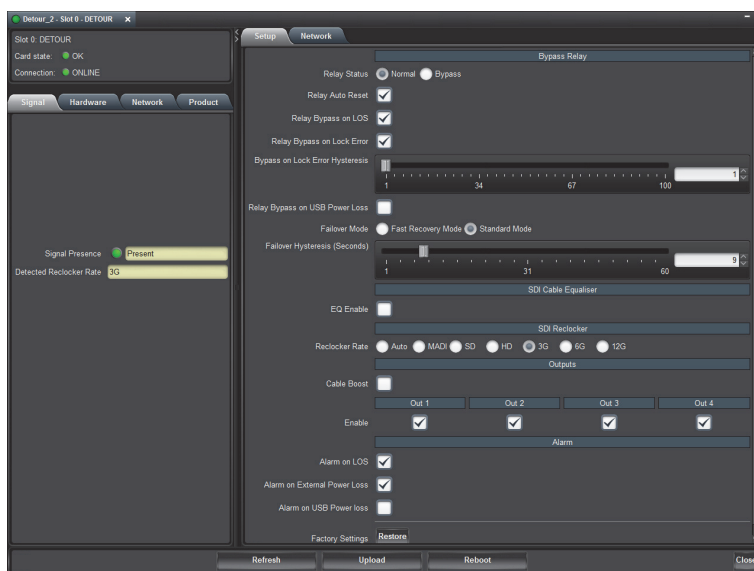 Detour_2 - Slot 0 - DETOUR
Slot 0: DETOUR
Card state: OK
Connection: ONLINE
Signal Hardware Network Product
Signal Presence Present
Detected Reclocker Rate 3G
Setup Network
Bypass Relay
Relay Status Normal Bypass
Relay Auto Reset
Relay Bypass on LOS
Relay Bypass on Lock Error
Bypass on Lock Error Hysteresis 1
1 34 67 100
Relay Bypass on USB Power Loss
Failover Mode Fast Recovery Mode Standard Mode
Failover Hysteresis (Seconds) 9
1 31 60
SDI Cable Equaliser
EQ Enable
SDI Reclocker
Reclocker Rate Auto MADI SD HD 3G 6G 12G
Outputs
Cable Boost
Out 1 Out 2 Out 3 Out 4
Enable
Alarm
Alarm on LOS
Alarm on External Power Loss
Alarm on USB Power loss
Factory Settings Restore
Refresh Upload Reboot Close